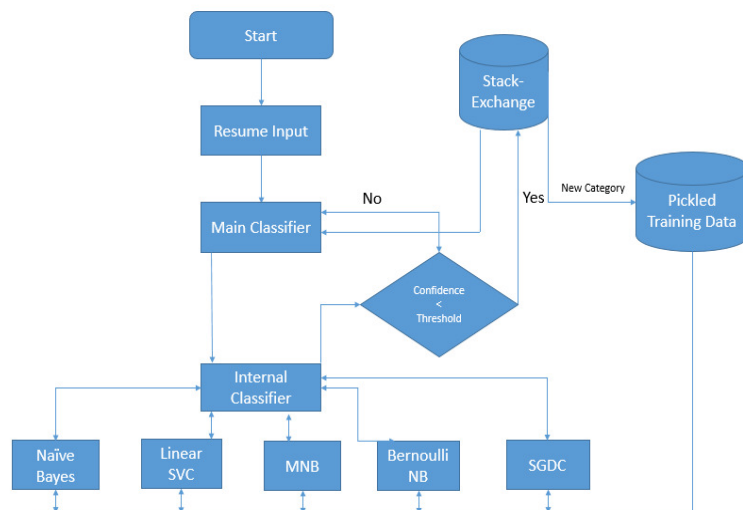 Start
Stack-
Exchange
Resume Input
New Category
Yes
No
Pickled
Training Data
Main Classifier
Confidence
<
Threshold
Internal
Classifier
Naïve
Bayes
Linear
SVC
MNB
Bernoulli
NB
SGDC